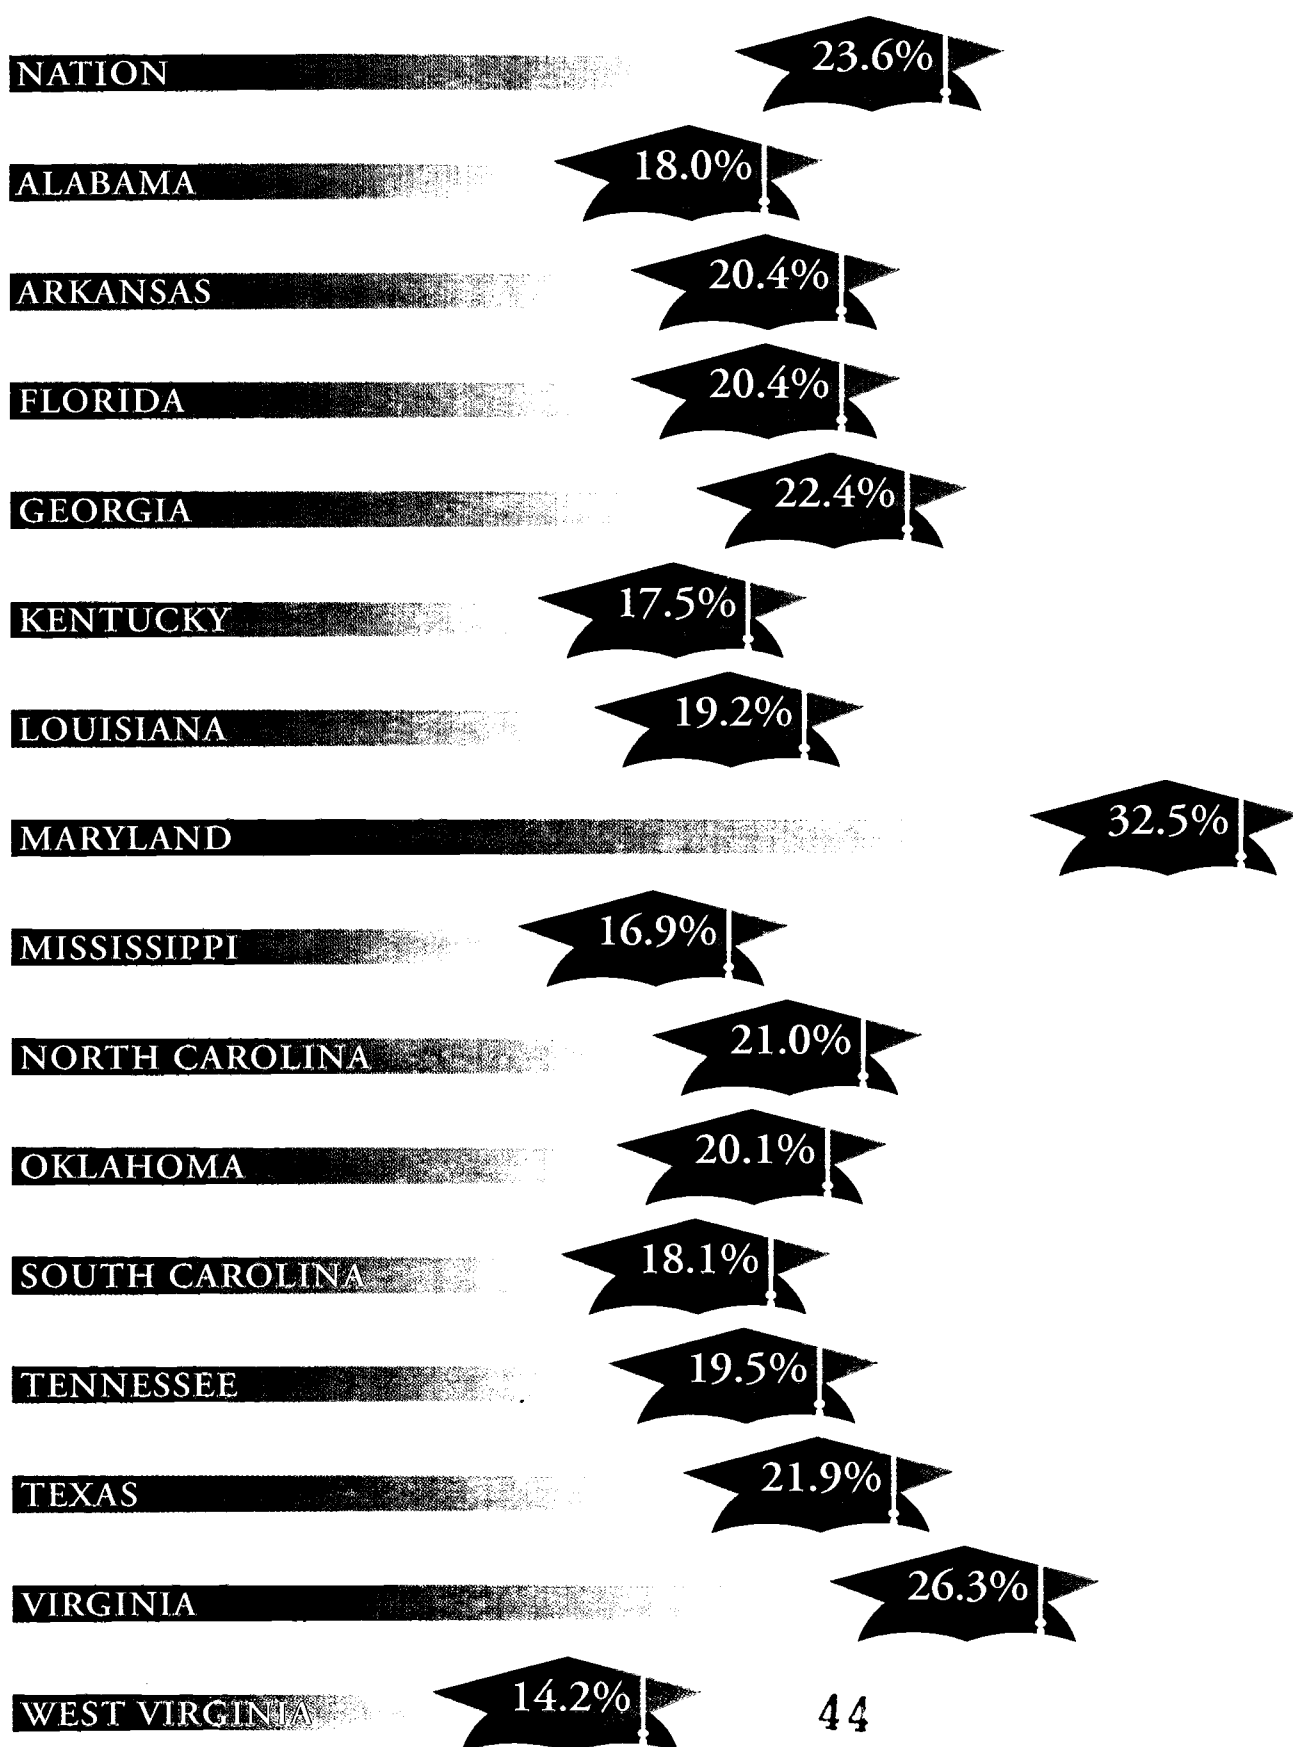 NATION 23.6%
ALABAMA 18.0%
ARKANSAS 20.4%
FLORIDA 20.4%
GEORGIA 22.4%
KENTUCKY 17.5%
LOUISIANA 19.2%
MARYLAND 32.5%
MISSISSIPPI 16.9%
NORTH CAROLINA 21.0%
OKLAHOMA 20.1%
SOUTH CAROLINA 18.1%
TENNESSEE 19.5%
TEXAS 21.9%
VIRGINIA 26.3%
WEST VIRGINIA 14.2%
44